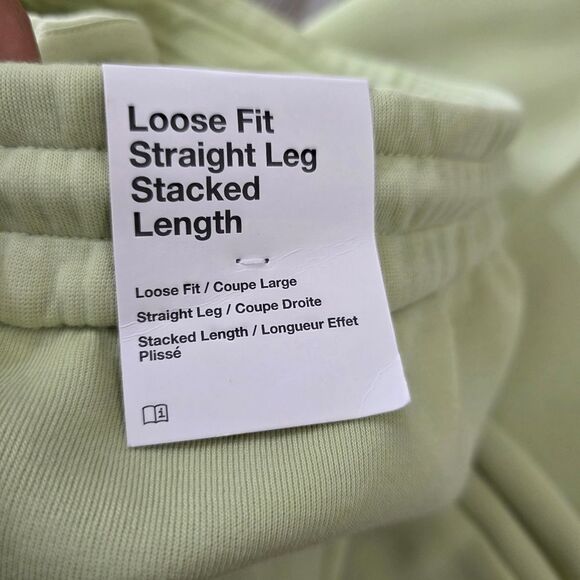 Loose Fit
Straight Leg
Stacked
Length
Loose Fit / Coupe Large
Straight Leg / Coupe Droite
Stacked Length / Longueur Effet
Plissé
i